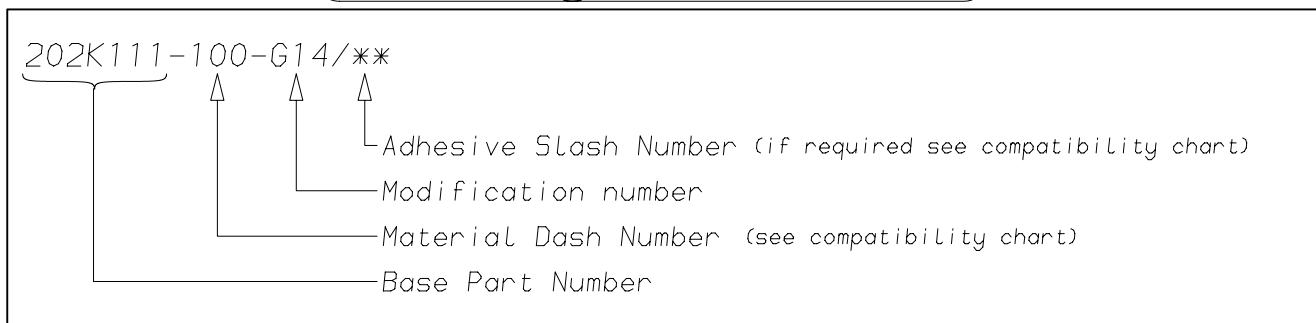 202K111-100-G14/**
Adhesive Slash Number (if required see compatibility chart)
Modification number
Material Dash Number (see compatibility chart)
Base Part Number